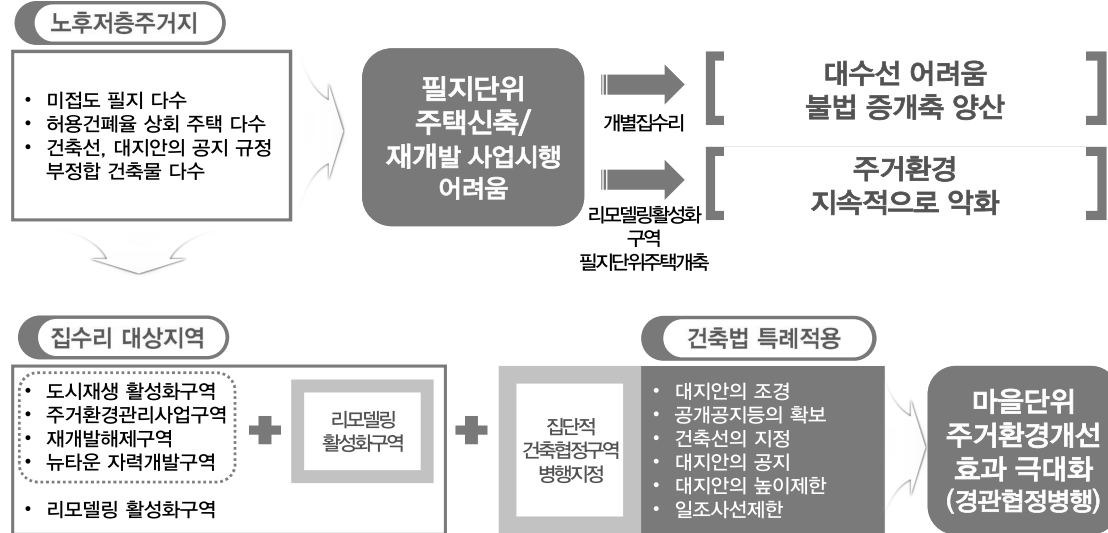 노후저층주거지
• 미접도 필지 다수
• 허용건폐율 상회 주택 다수
• 건축선, 대지안의 공지 규정
부정합 건축물 다수
필지단위
주택신축/
재개발 사업시행
어려움
개별집수리
대수선 어려움
불법 증개축 양산
리모델링활성화
구역
필지단위주택개축
주거환경
지속적으로 악화
집수리 대상지역
• 도시재생 활성화구역
• 주거환경관리사업구역
• 재개발해제구역
• 뉴타운 자력개발구역
• 리모델링 활성화구역
리모델링
활성화구역
집단적
건축협정구역
병행지정
건축법 특례적용
• 대지안의 조경
• 공개공지등의 확보
• 건축선의 지정
• 대지안의 공지
• 대지안의 높이제한
• 일조사선제한
마을단위
주거환경개선
효과 극대화
(경관협정병행)